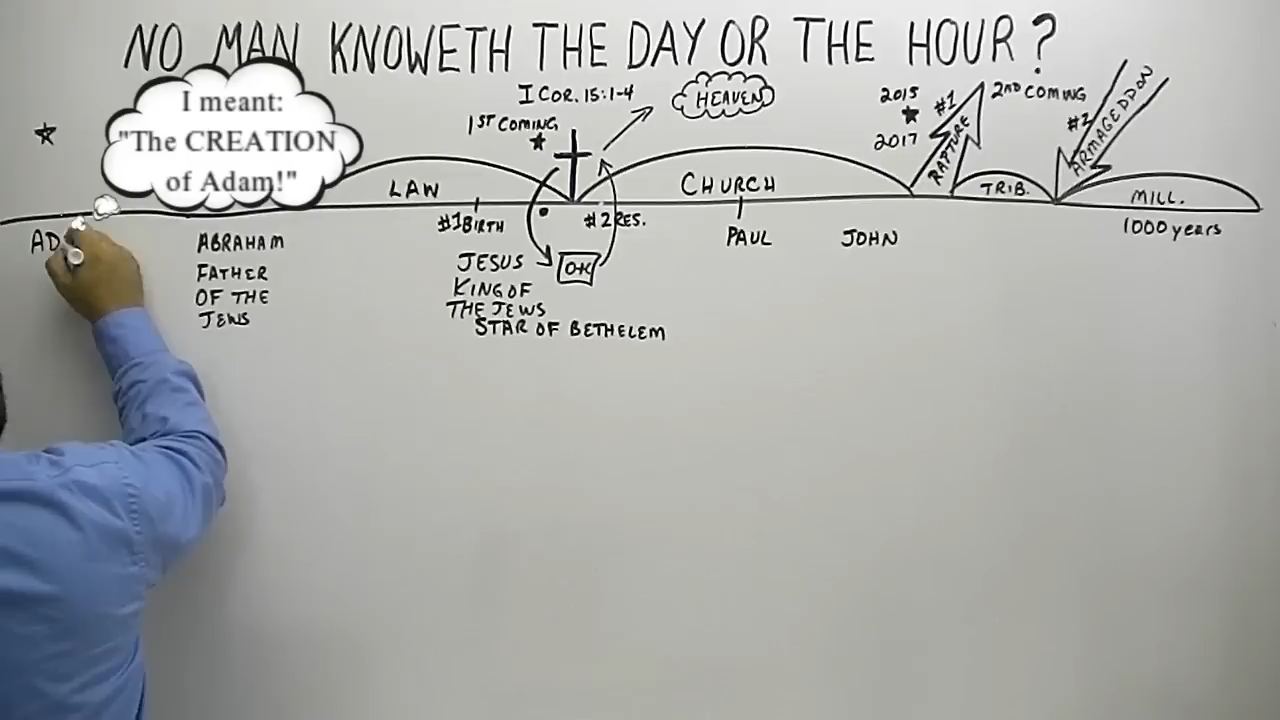 NO MAN KNOWETH THE DAY OR THE HOUR?
I meant:
"The CREATION
of Adam!"
I COR. 15:1-4
HEAVEN
1ST COMING
2015
2017
#1
RAPTURE
2ND COMING
#2
ARMAGEDDON
LAW
CHURCH
TRIB.
MILL.
#1 BIRTH
#2 RES.
1000 years
AD
ABRAHAM
FATHER
OF THE
JEWS
JESUS
KING OF
THE JEWS
STAR OF BETHELEM
OK
PAUL
JOHN